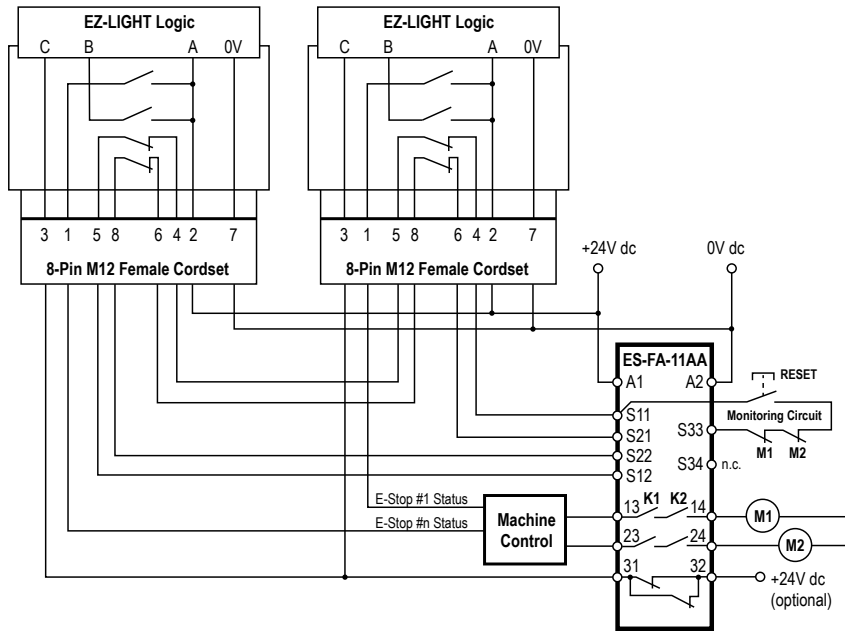 EZ-LIGHT Logic
C B A 0V
3 1 5 8 6 4 2 7
8-Pin M12 Female Cordset
EZ-LIGHT Logic
C B A 0V
3 1 5 8 6 4 2 7
8-Pin M12 Female Cordset
+24V dc
0V dc
ES-FA-11AA
A1 A2
S11
S21
S22
S12
S33
S34 n.c.
RESET
Monitoring Circuit
M1 M2
E-Stop #1 Status
E-Stop #n Status
Machine
Control
13 K1 K2 14
23 24
31 32
M1
M2
+24V dc
(optional)